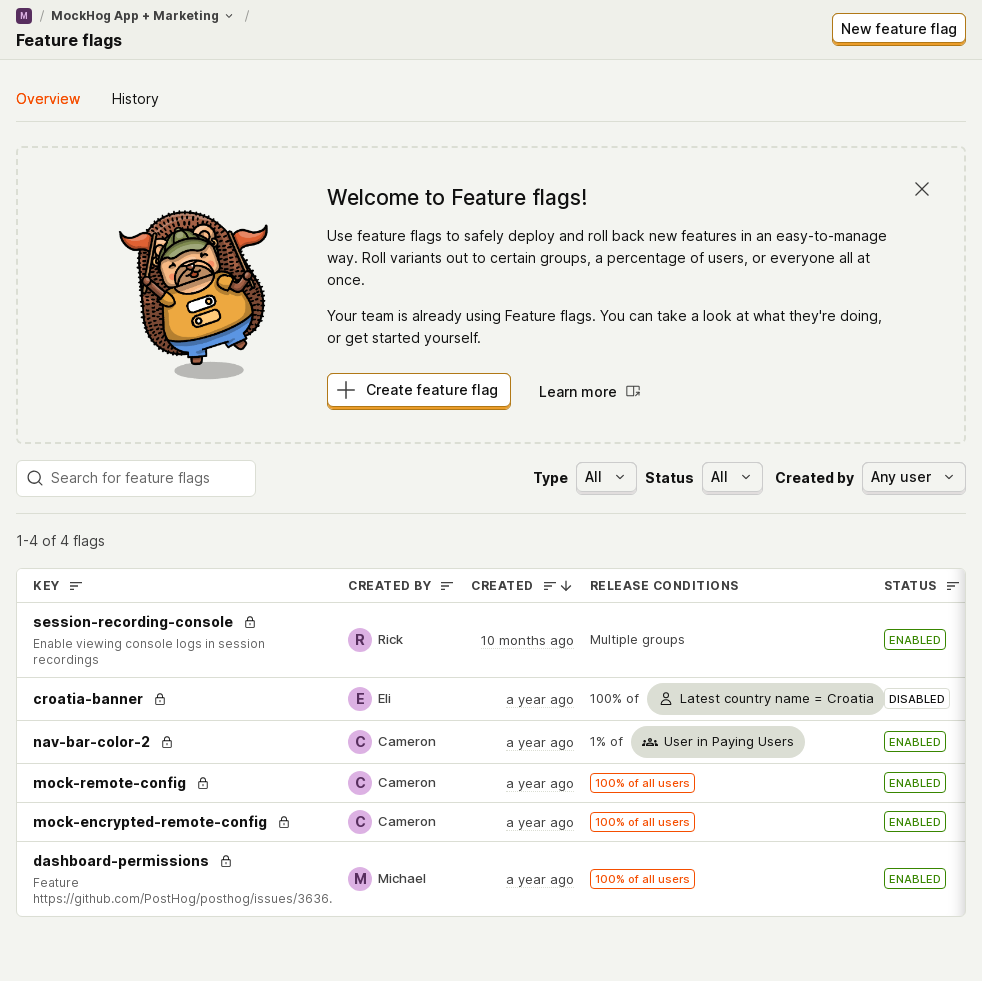 M / MockHog App + Marketing /
Feature flags
New feature flag
Overview
History
Welcome to Feature flags!
Use feature flags to safely deploy and roll back new features in an easy-to-manage
way. Roll variants out to certain groups, a percentage of users, or everyone all at
once.
Your team is already using Feature flags. You can take a look at what they're doing,
or get started yourself.
Create feature flag
Learn more
Search for feature flags
Type All Status All Created by Any user
1-4 of 4 flags
KEY CREATED BY CREATED RELEASE CONDITIONS STATUS
session-recording-console
Enable viewing console logs in session
recordings
R Rick 10 months ago Multiple groups ENABLED
croatia-banner E Eli a year ago 100% of Latest country name = Croatia DISABLED
nav-bar-color-2 C Cameron a year ago 1% of User in Paying Users ENABLED
mock-remote-config C Cameron a year ago 100% of all users ENABLED
mock-encrypted-remote-config C Cameron a year ago 100% of all users ENABLED
dashboard-permissions
Feature
https://github.com/PostHog/posthog/issues/3636.
M Michael a year ago 100% of all users ENABLED